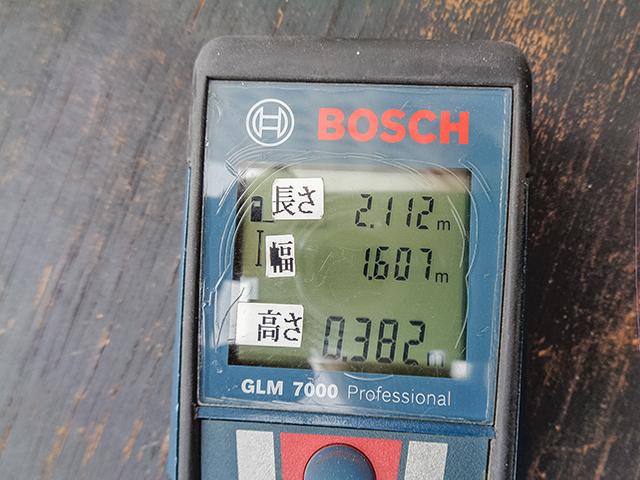 BOSCH
長さ 2.112m
幅 1.607m
高さ 0.382m
GLM 7000 Professional